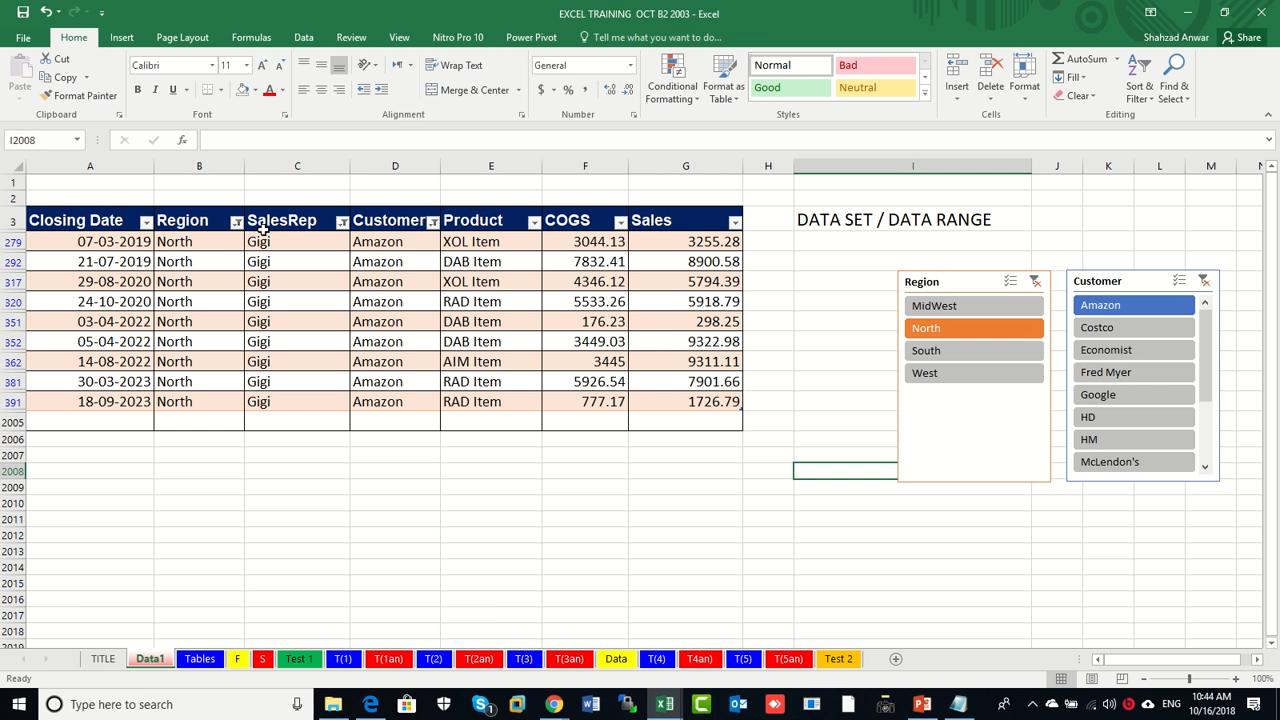 EXCEL TRAINING OCT B2 2003 - Excel
File Home Insert Page Layout Formulas Data Review View Nitro Pro 10 Power Pivot Tell me what you want to do... Shahzad Anwar Share
Paste
Cut
Copy
Format Painter
Clipboard
Calibri 11
B I U
Font
Wrap Text
Merge & Center
Alignment
General
$ % ,
Number
Conditional Formatting
Format as Table
Normal Bad
Good Neutral
Styles
Insert Delete Format
Cells
AutoSum
Fill
Clear
Sort & Filter
Find & Select
Editing
I2008 fx
A B C D E F G H I J K L M N
1
2
3 Closing Date Region SalesRep Customer Product COGS Sales DATA SET / DATA RANGE
279 07-03-2019 North Gigi Amazon XOL Item 3044.13 3255.28
292 21-07-2019 North Gigi Amazon DAB Item 7832.41 8900.58
317 29-08-2020 North Gigi Amazon XOL Item 4346.12 5794.39
320 24-10-2020 North Gigi Amazon RAD Item 5533.26 5918.79
351 03-04-2022 North Gigi Amazon DAB Item 176.23 298.25
352 05-04-2022 North Gigi Amazon DAB Item 3449.03 9322.98
362 14-08-2022 North Gigi Amazon AIM Item 3445 9311.11
381 30-03-2023 North Gigi Amazon RAD Item 5926.54 7901.66
391 18-09-2023 North Gigi Amazon RAD Item 777.17 1726.79
2005
2006
2007
2008
2009
2010
2011
2012
2013
2014
2015
2016
2017
2018
Region
MidWest
North
South
West
Customer
Amazon
Costco
Economist
Fred Myer
Google
HD
HM
McLendon's
TITLE Data1 Tables F S Test 1 T(1) T(1an) T(2) T(2an) T(3) T(3an) Data T(4) T4an) T(5) T(5an) Test 2
Ready 100%
Type here to search
ENG
10:44 AM
10/16/2018